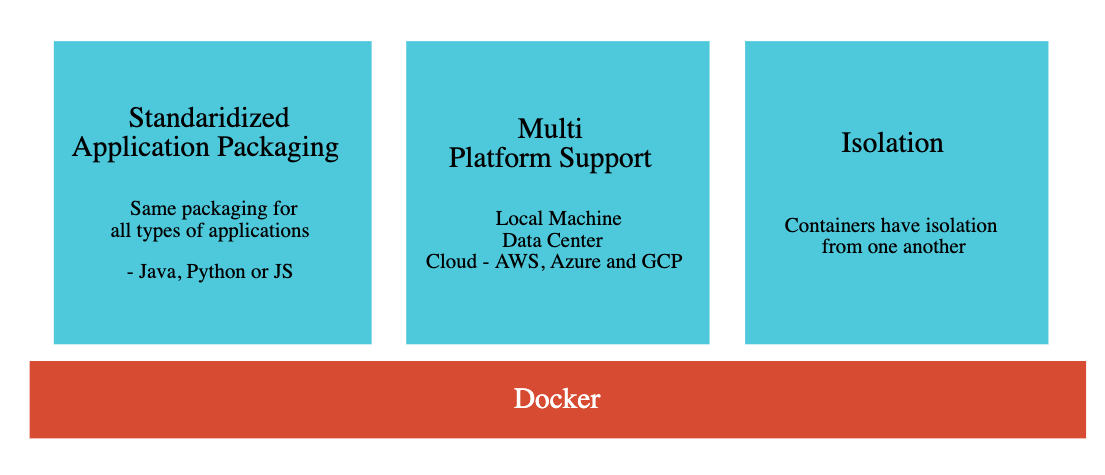 Standaridized
Application Packaging
Same packaging for
all types of applications
- Java, Python or JS
Multi
Platform Support
Local Machine
Data Center
Cloud - AWS, Azure and GCP
Isolation
Containers have isolation
from one another
Docker